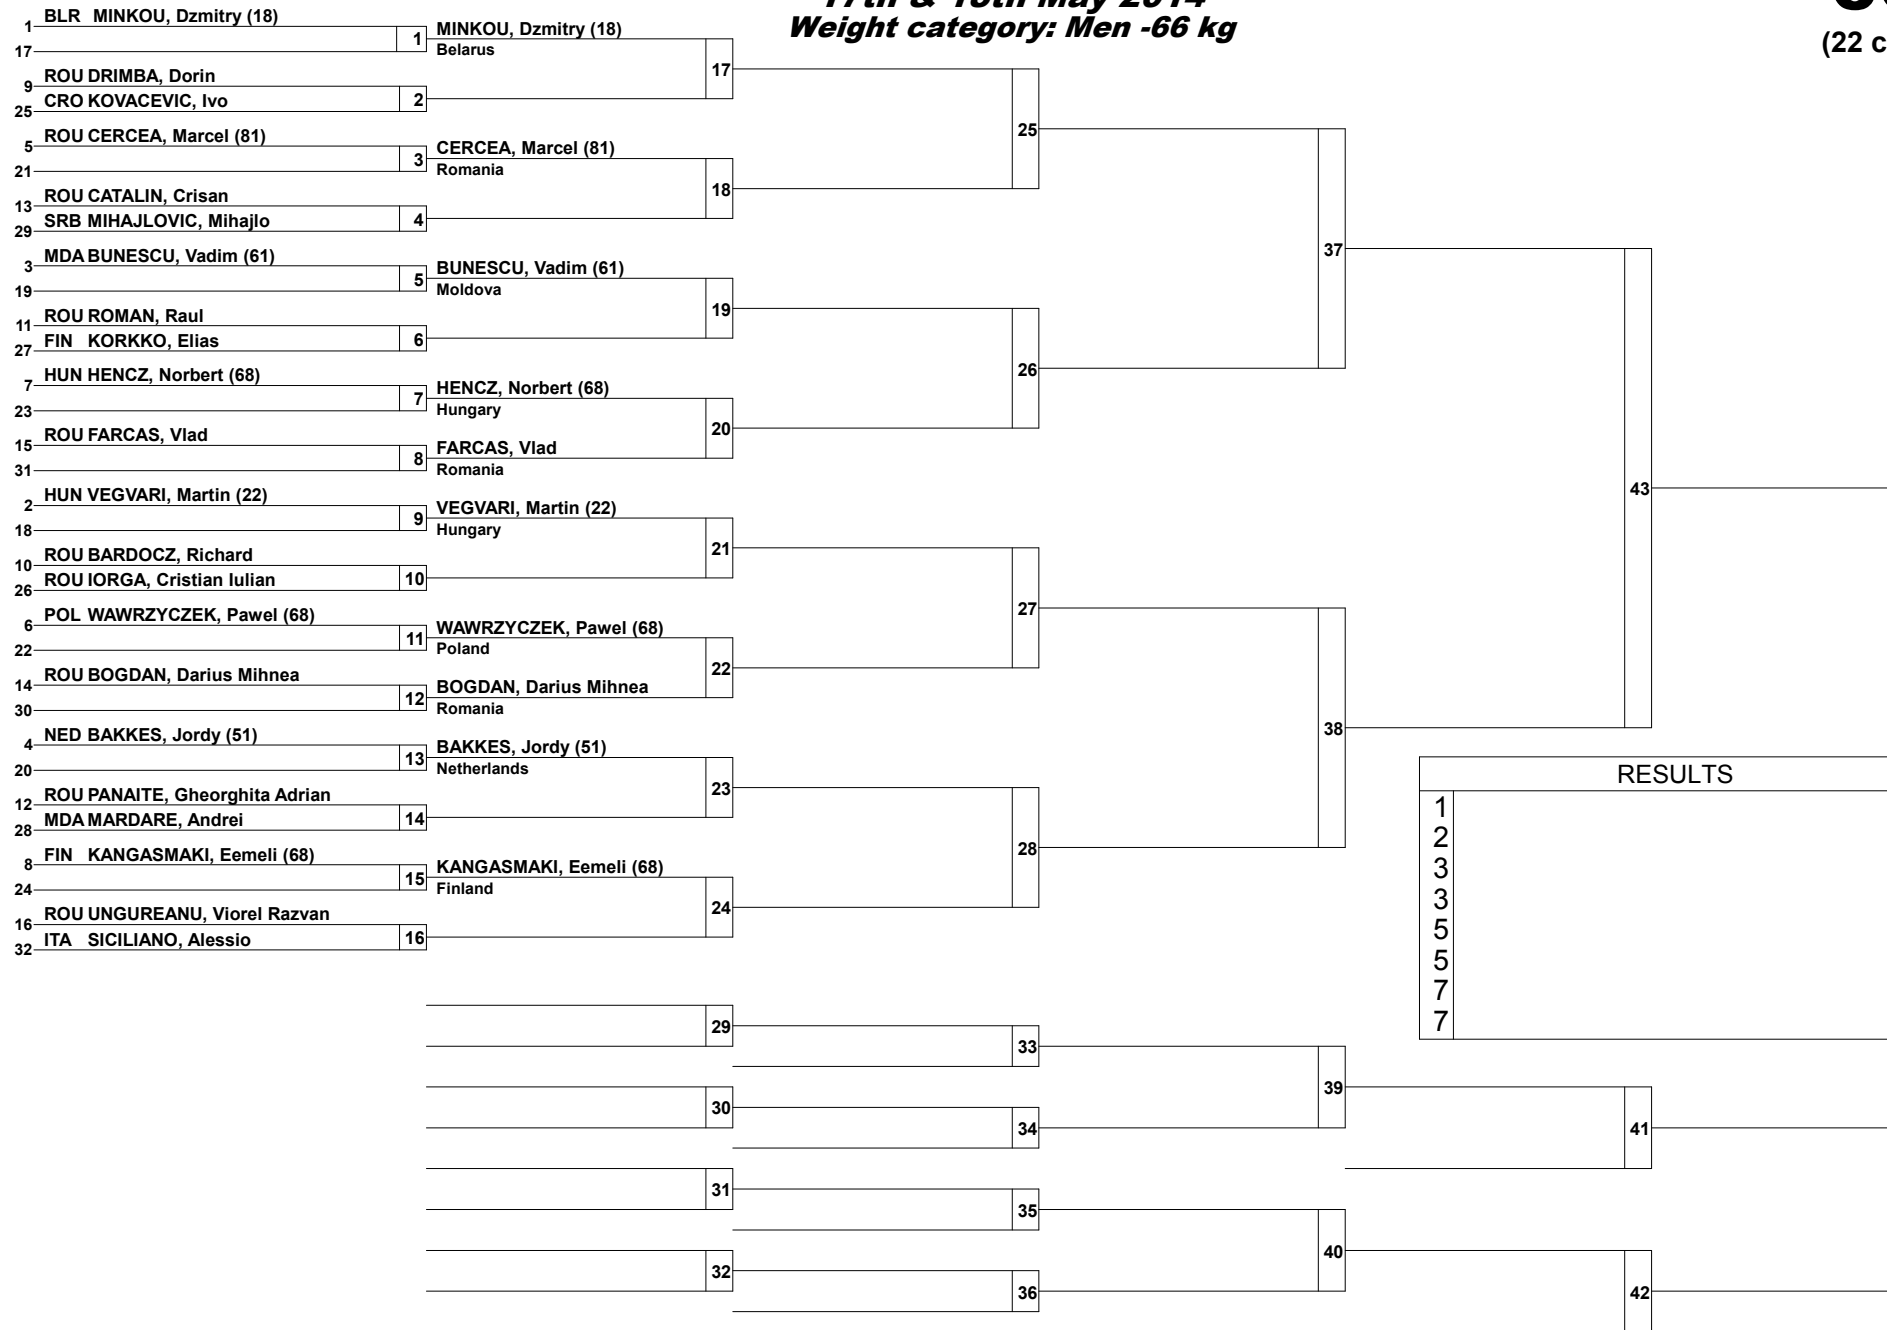 17th & 18th May 2014
Weight category: Men -66 kg
(22 c
1 BLR MINKOU, Dzmitry (18)
17
1
MINKOU, Dzmitry (18)
Belarus
17
9 ROU DRIMBA, Dorin
25 CRO KOVACEVIC, Ivo
2
25
5 ROU CERCEA, Marcel (81)
21
3
CERCEA, Marcel (81)
Romania
18
13 ROU CATALIN, Crisan
29 SRB MIHAJLOVIC, Mihajlo
4
37
3 MDA BUNESCU, Vadim (61)
19
5
BUNESCU, Vadim (61)
Moldova
19
11 ROU ROMAN, Raul
27 FIN KORKKO, Elias
6
26
7 HUN HENCZ, Norbert (68)
23
7
HENCZ, Norbert (68)
Hungary
20
15 ROU FARCAS, Vlad
31
8
FARCAS, Vlad
Romania
43
2 HUN VEGVARI, Martin (22)
18
9
VEGVARI, Martin (22)
Hungary
21
10 ROU BARDOCZ, Richard
26 ROU IORGA, Cristian Iulian
10
27
6 POL WAWRZYCZEK, Pawel (68)
22
11
WAWRZYCZEK, Pawel (68)
Poland
22
14 ROU BOGDAN, Darius Mihnea
30
12
BOGDAN, Darius Mihnea
Romania
38
4 NED BAKKES, Jordy (51)
20
13
BAKKES, Jordy (51)
Netherlands
23
12 ROU PANAITE, Gheorghita Adrian
28 MDA MARDARE, Andrei
14
28
8 FIN KANGASMAKI, Eemeli (68)
24
15
KANGASMAKI, Eemeli (68)
Finland
24
16 ROU UNGUREANU, Viorel Razvan
32 ITA SICILIANO, Alessio
16
RESULTS
1
2
3
3
5
5
7
7
29
33
39
30
34
41
31
35
40
32
36
42